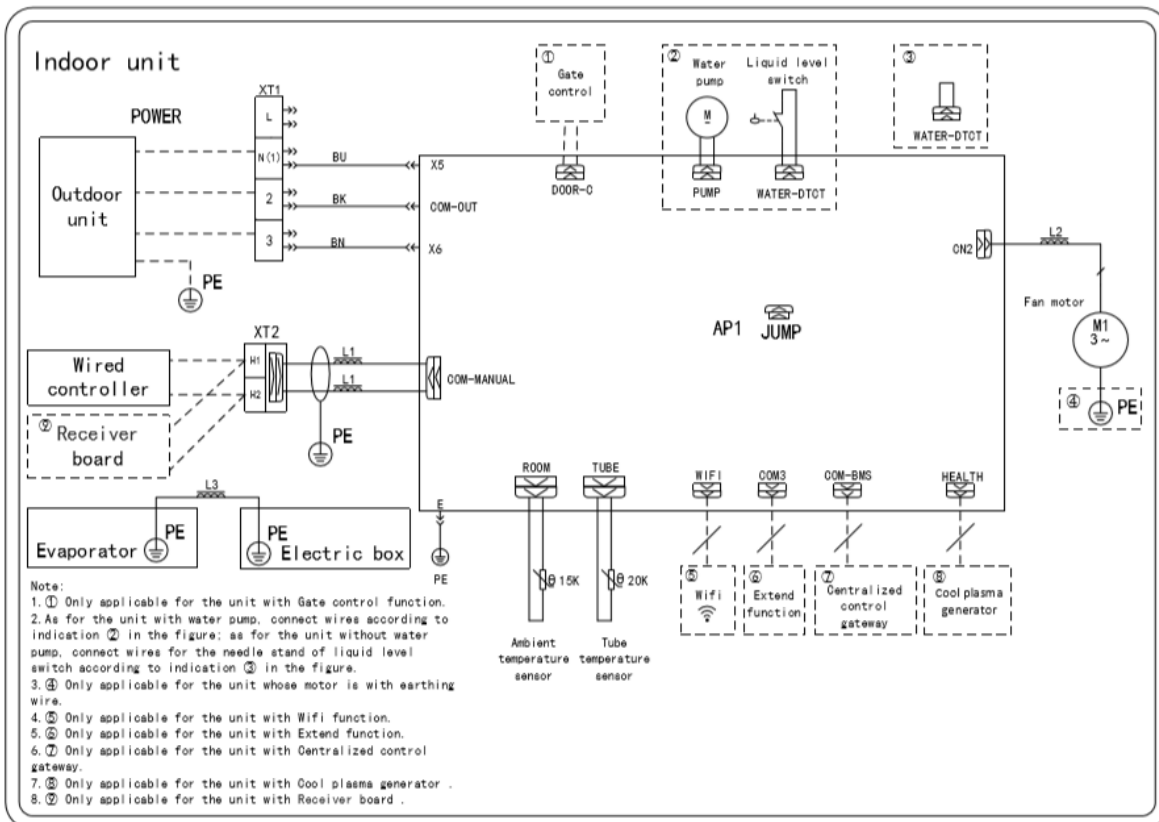 Indoor unit
POWER
XT1
L
N(1)
2
3
Outdoor
unit
PE
BU
BK
BN
X5
COM-OUT
X6
①
Gate
control
DOOR-C
②
Water
pump
M
PUMP
Liquid level
switch
WATER-DTCT
③
WATER-DTCT
CN2
L2
Fan motor
M1
3~
④
PE
AP1
JUMP
XT2
H1
H2
L1
L1
COM-MANUAL
PE
Wired
controller
⑨
Receiver
board
L3
Evaporator
PE
PE
Electric box
E
PE
ROOM
TUBE
θ 15K
θ 20K
Ambient
temperature
sensor
Tube
temperature
sensor
WIFI
COM3
COM-BMS
HEALTH
⑤
Wifi
⑥
Extend
function
⑦
Centralized
control
gateway
⑧
Cool plasma
generator
Note:
1. ① Only applicable for the unit with Gate control function.
2. As for the unit with water pump, connect wires according to
indication ② in the figure; as for the unit without water
pump, connect wires for the needle stand of liquid level
switch according to indication ③ in the figure.
3. ④ Only applicable for the unit whose motor is with earthing
wire.
4. ⑤ Only applicable for the unit with Wifi function.
5. ⑥ Only applicable for the unit with Extend function.
6. ⑦ Only applicable for the unit with Centralized control
gateway.
7. ⑧ Only applicable for the unit with Cool plasma generator .
8. ⑨ Only applicable for the unit with Receiver board .